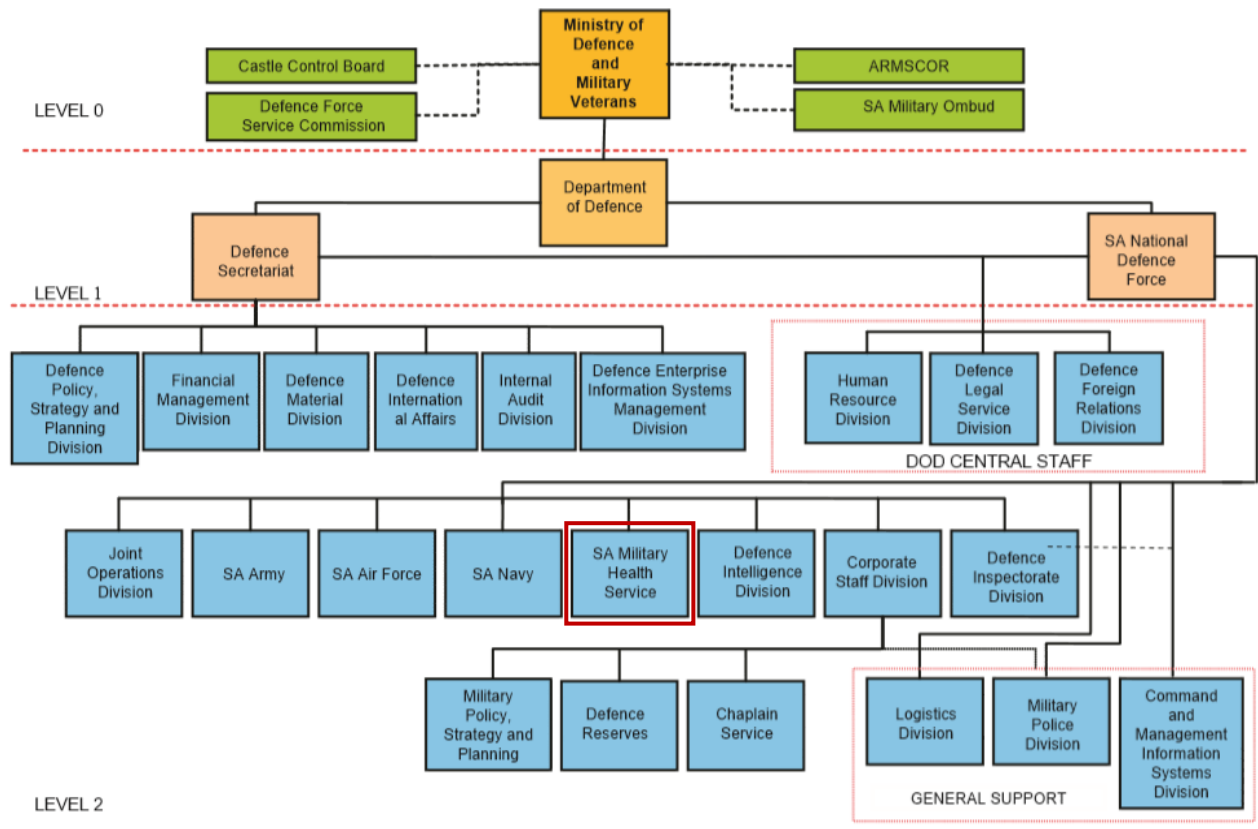 Ministry of
Defence
and
Military
Veterans
Castle Control Board
ARMSCOR
Defence Force
Service Commission
SA Military Ombud
LEVEL 0
Department
of Defence
Defence
Secretariat
SA National
Defence
Force
LEVEL 1
Defence
Policy,
Strategy and
Planning
Division
Financial
Management
Division
Defence
Material
Division
Defence
Internation
al Affairs
Internal
Audit
Division
Defence Enterprise
Information Systems
Management
Division
Human
Resource
Division
Defence
Legal
Service
Division
Defence
Foreign
Relations
Division
DOD CENTRAL STAFF
Joint
Operations
Division
SA Army
SA Air Force
SA Navy
SA Military
Health
Service
Defence
Intelligence
Division
Corporate
Staff Division
Defence
Inspectorate
Division
Military
Policy,
Strategy and
Planning
Defence
Reserves
Chaplain
Service
Logistics
Division
Military
Police
Division
Command
and
Management
Information
Systems
Division
GENERAL SUPPORT
LEVEL 2